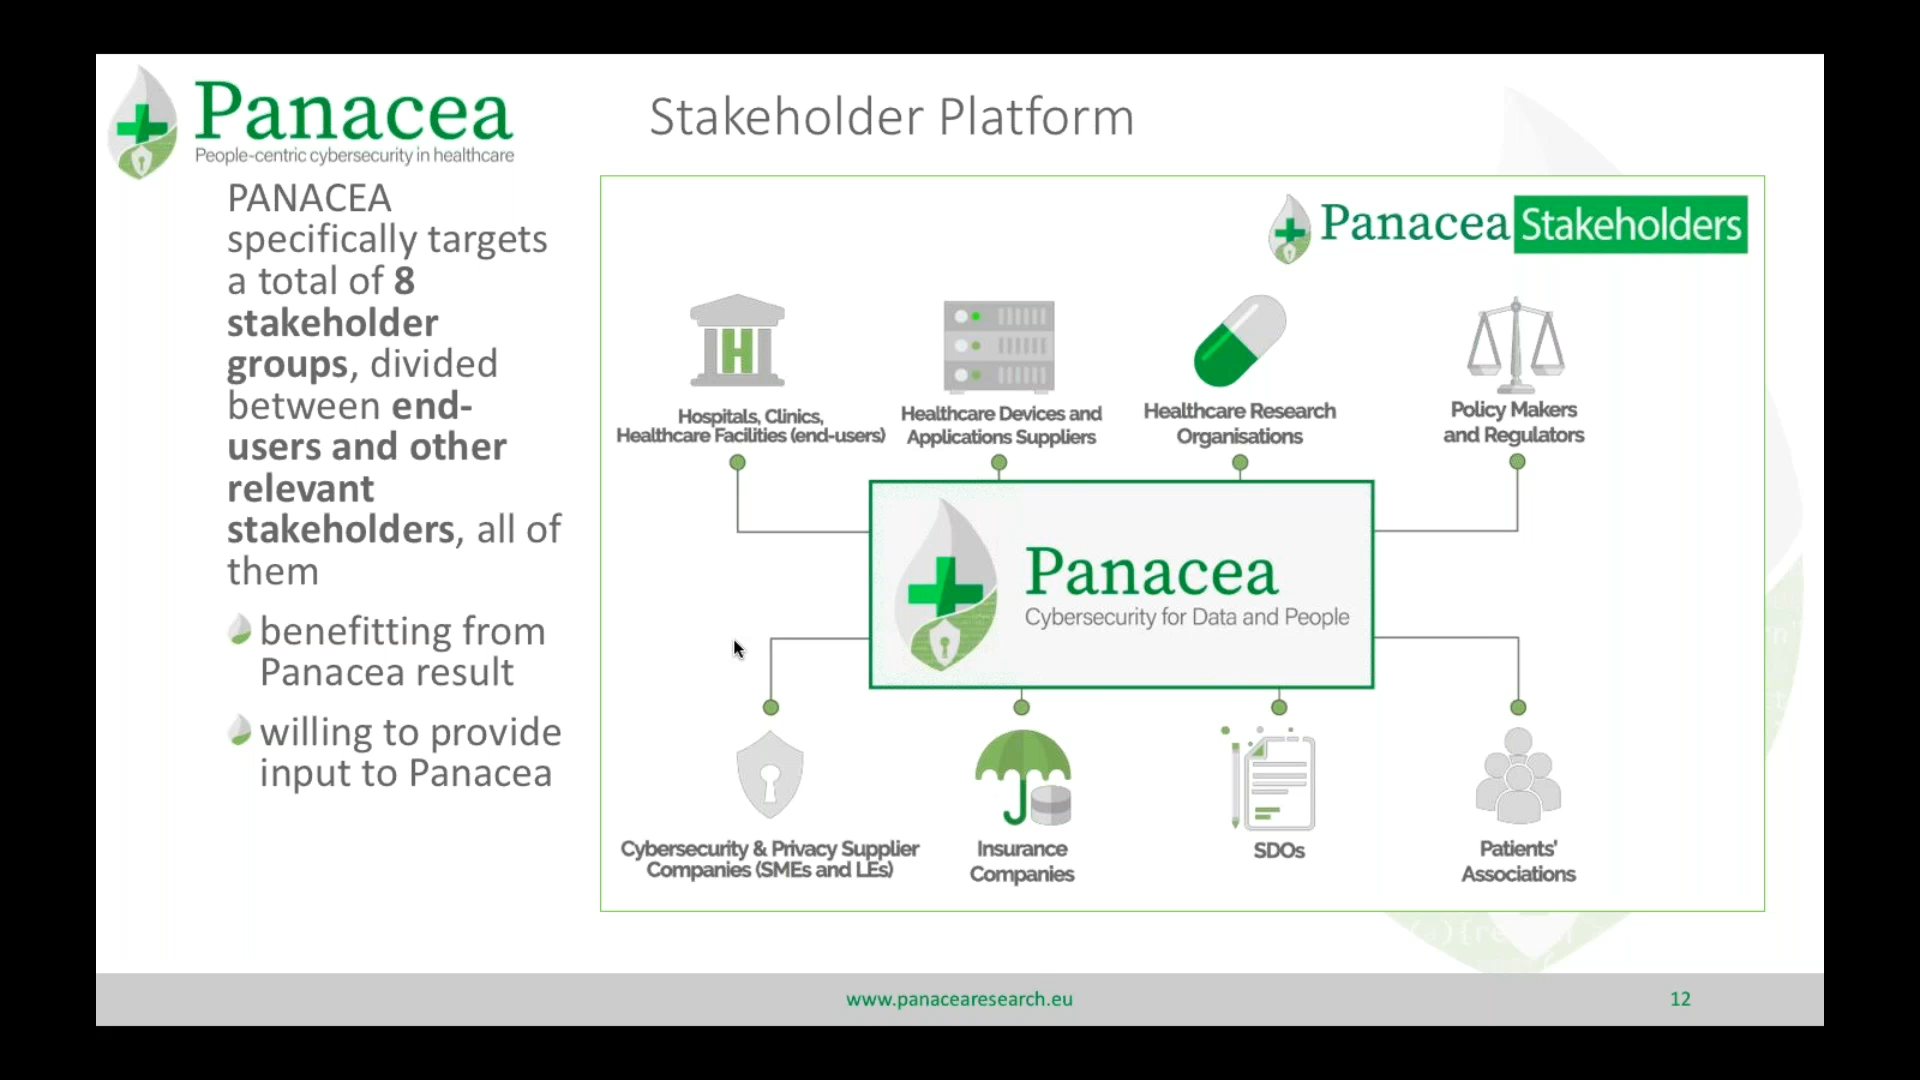 Panacea
People-centric cybersecurity in healthcare
Stakeholder Platform
PANACEA
specifically targets
a total of 8
stakeholder
groups, divided
between end-
users and other
relevant
stakeholders, all of
them
benefitting from
Panacea result
willing to provide
input to Panacea
Panacea Stakeholders
H
Hospitals, Clinics,
Healthcare Facilities (end-users)
Healthcare Devices and
Applications Suppliers
Healthcare Research
Organisations
Policy Makers
and Regulators
Panacea
Cybersecurity for Data and People
Cybersecurity & Privacy Supplier
Companies (SMEs and LEs)
Insurance
Companies
SDOs
Patients'
Associations
www.panacearesearch.eu
12